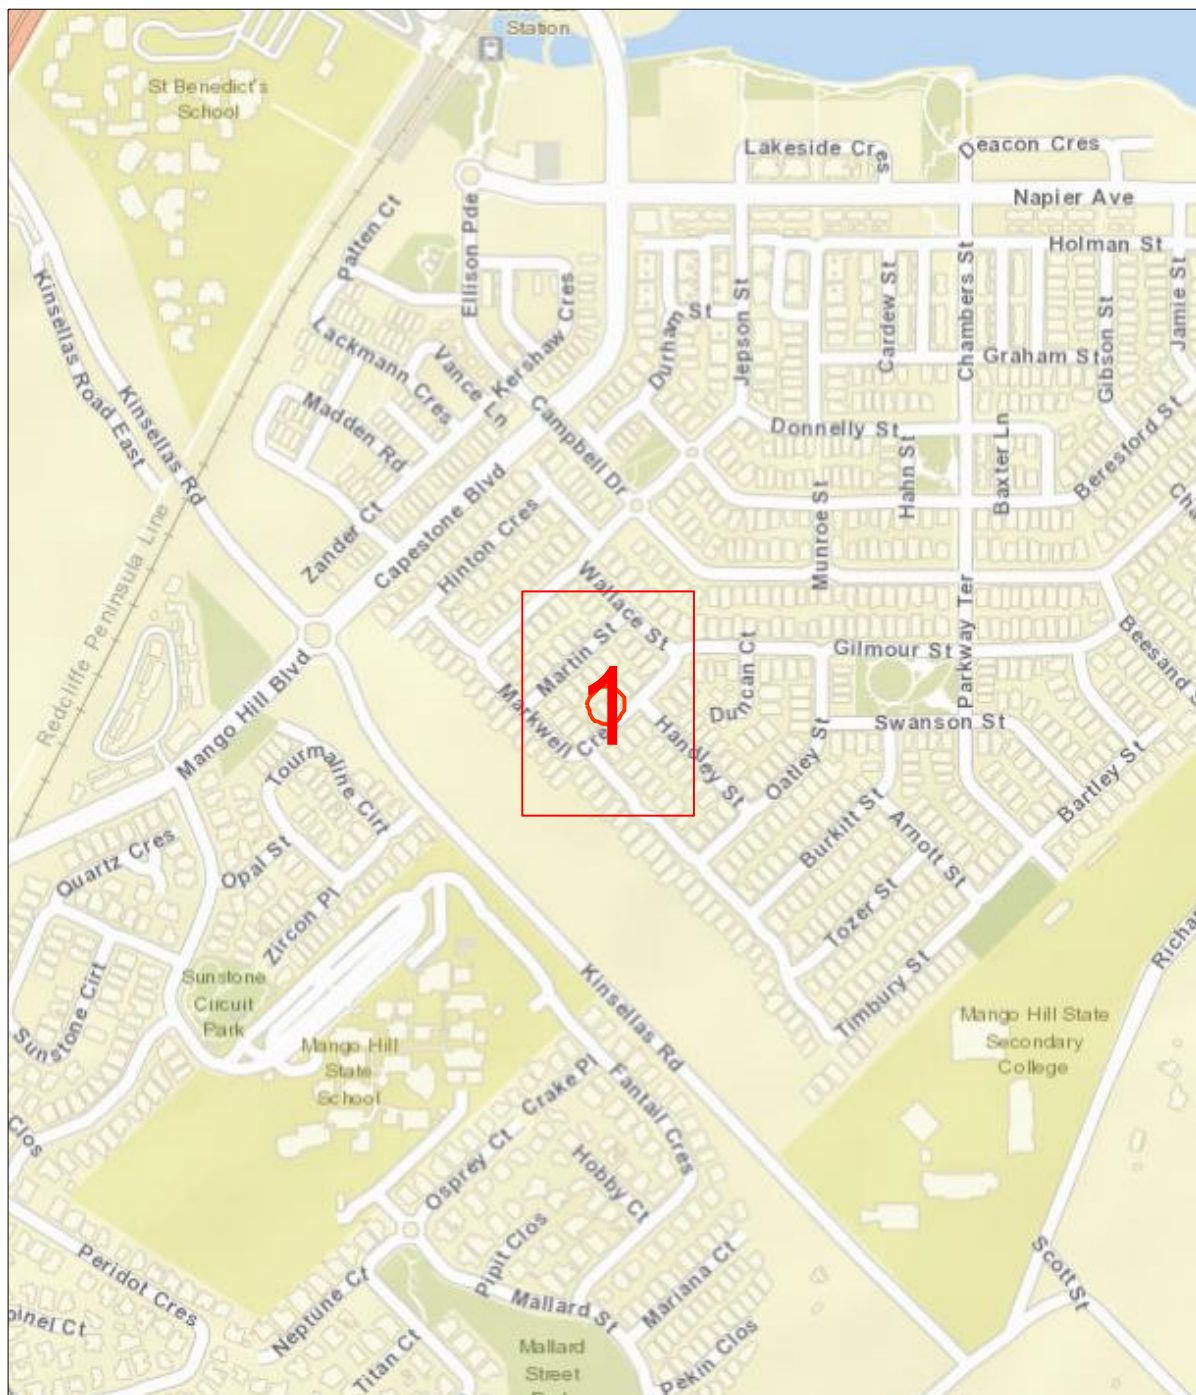 Station
St Benedict's
School
Lakeside Cres
Deacon Cres
Napier Ave
Patten Ct
Ellison Pde
Holman St
Kinsellas Road East
Kinsellas Rd
Lackmann Cres
Vance Ln
Kershaw Cres
Durham St
Jepson St
Cardew St
Chambers St
Graham St
Gibson St
Jamie St
Madden Rd
Campbell Dr
Donnelly St
Hahn St
Baxter Ln
Beresford St
Zander Ct
Capestone Blvd
Hinton Cres
Munroe St
Redcliffe Peninsula Line
Wallace St
Parkway Ter
Gilmour St
Beesand
Mango Hill Blvd
Martin St
1
Markwell Cres
Duncan Ct
Handley St
Swanson St
Oatley St
Bartley St
Tourmaline Cirt
Quartz Cres
Opal St
Zircon Pl
Burkitt St
Arnott St
Tozer St
Timbury St
Sunstone Cirt
Sunstone
Circuit
Park
Mango Hill
State
School
Kinsellas Rd
Mango Hill State
Secondary
College
Crake Pl
Fantail Cres
Osprey Ct
Hobby Ct
Clos
Peridot Cres
Pipit Clos
Neptune Ct
Mallard St
Mariana Ct
Scott St
Titan Ct
Mallard
Street
Pekin Clos